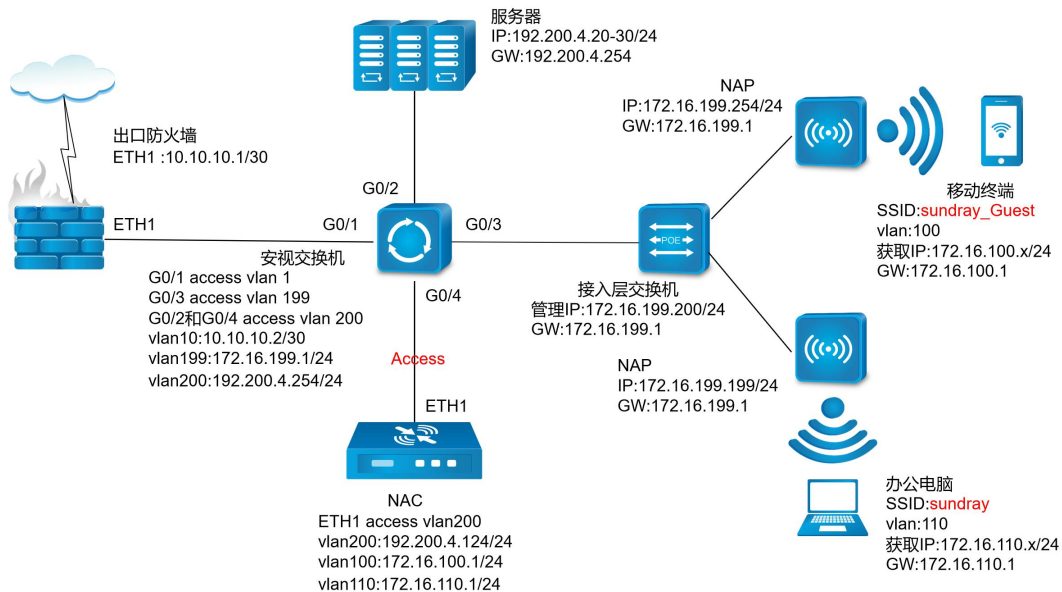 服务器
IP:192.200.4.20-30/24
GW:192.200.4.254
出口防火墙
ETH1 :10.10.10.1/30
NAP
IP:172.16.199.254/24
GW:172.16.199.1
移动终端
SSID:sundray_Guest
vlan:100
获取IP:172.16.100.x/24
GW:172.16.100.1
ETH1
G0/1
G0/2
G0/3
G0/4
POE
安视交换机
G0/1 access vlan 1
G0/3 access vlan 199
G0/2和G0/4 access vlan 200
vlan10:10.10.10.2/30
vlan199:172.16.199.1/24
vlan200:192.200.4.254/24
接入层交换机
管理IP:172.16.199.200/24
GW:172.16.199.1
Access
ETH1
NAP
IP:172.16.199.199/24
GW:172.16.199.1
NAC
ETH1 access vlan200
vlan200:192.200.4.124/24
vlan100:172.16.100.1/24
vlan110:172.16.110.1/24
办公电脑
SSID:sundray
vlan:110
获取IP:172.16.110.x/24
GW:172.16.110.1